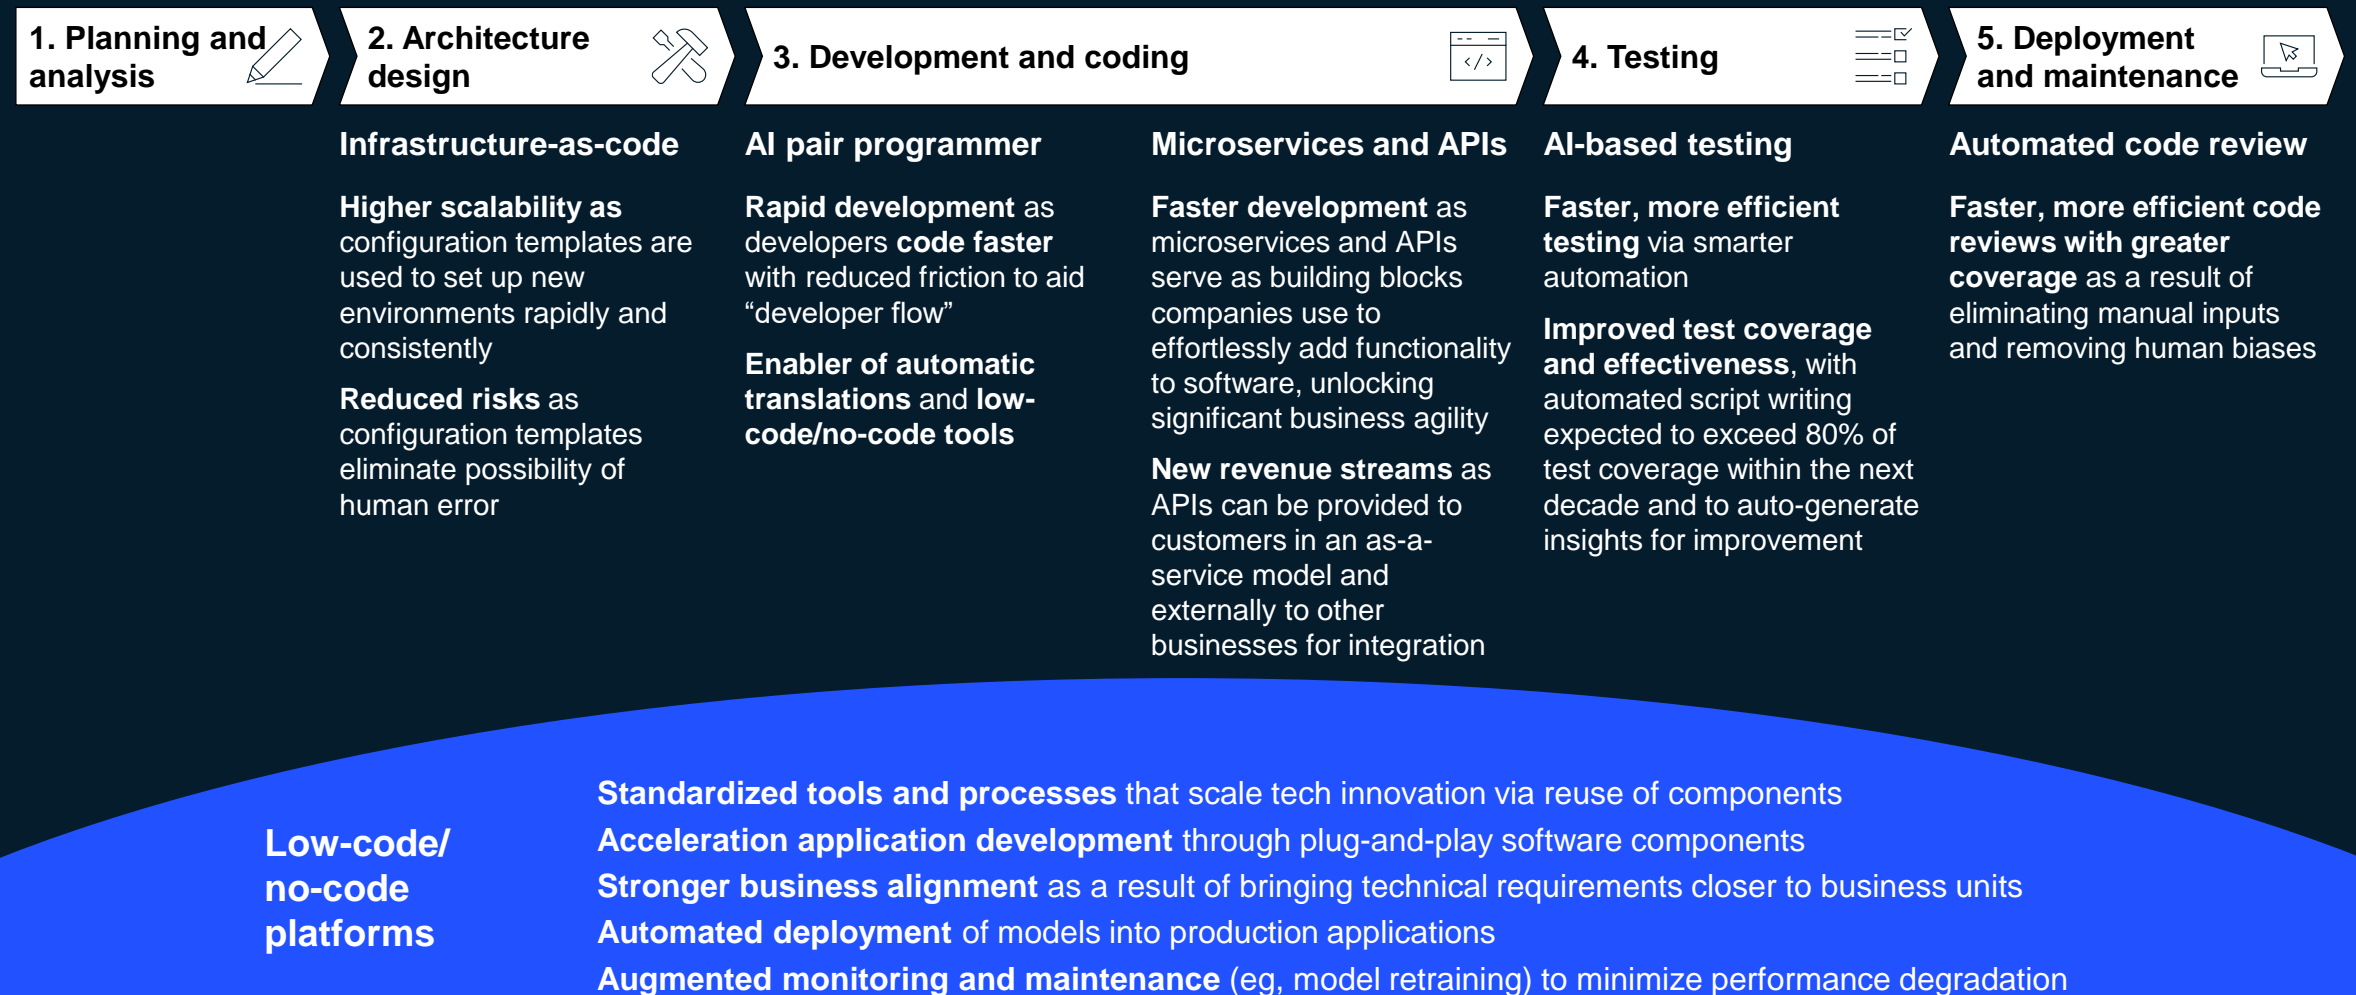 1. Planning and
analysis
2. Architecture
design
3. Development and coding
4. Testing
5. Deployment
and maintenance
Infrastructure-as-code
Higher scalability as
configuration templates are
used to set up new
environments rapidly and
consistently
Reduced risks as
configuration templates
eliminate possibility of
human error
AI pair programmer
Rapid development as
developers code faster
with reduced friction to aid
“developer flow”
Enabler of automatic
translations and low-
code/no-code tools
Microservices and APIs
Faster development as
microservices and APIs
serve as building blocks
companies use to
effortlessly add functionality
to software, unlocking
significant business agility
New revenue streams as
APIs can be provided to
customers in an as-a-
service model and
externally to other
businesses for integration
AI-based testing
Faster, more efficient
testing via smarter
automation
Improved test coverage
and effectiveness, with
automated script writing
expected to exceed 80% of
test coverage within the next
decade and to auto-generate
insights for improvement
Automated code review
Faster, more efficient code
reviews with greater
coverage as a result of
eliminating manual inputs
and removing human biases
Low-code/
no-code
platforms
Standardized tools and processes that scale tech innovation via reuse of components
Acceleration application development through plug-and-play software components
Stronger business alignment as a result of bringing technical requirements closer to business units
Automated deployment of models into production applications
Augmented monitoring and maintenance (eg, model retraining) to minimize performance degradation